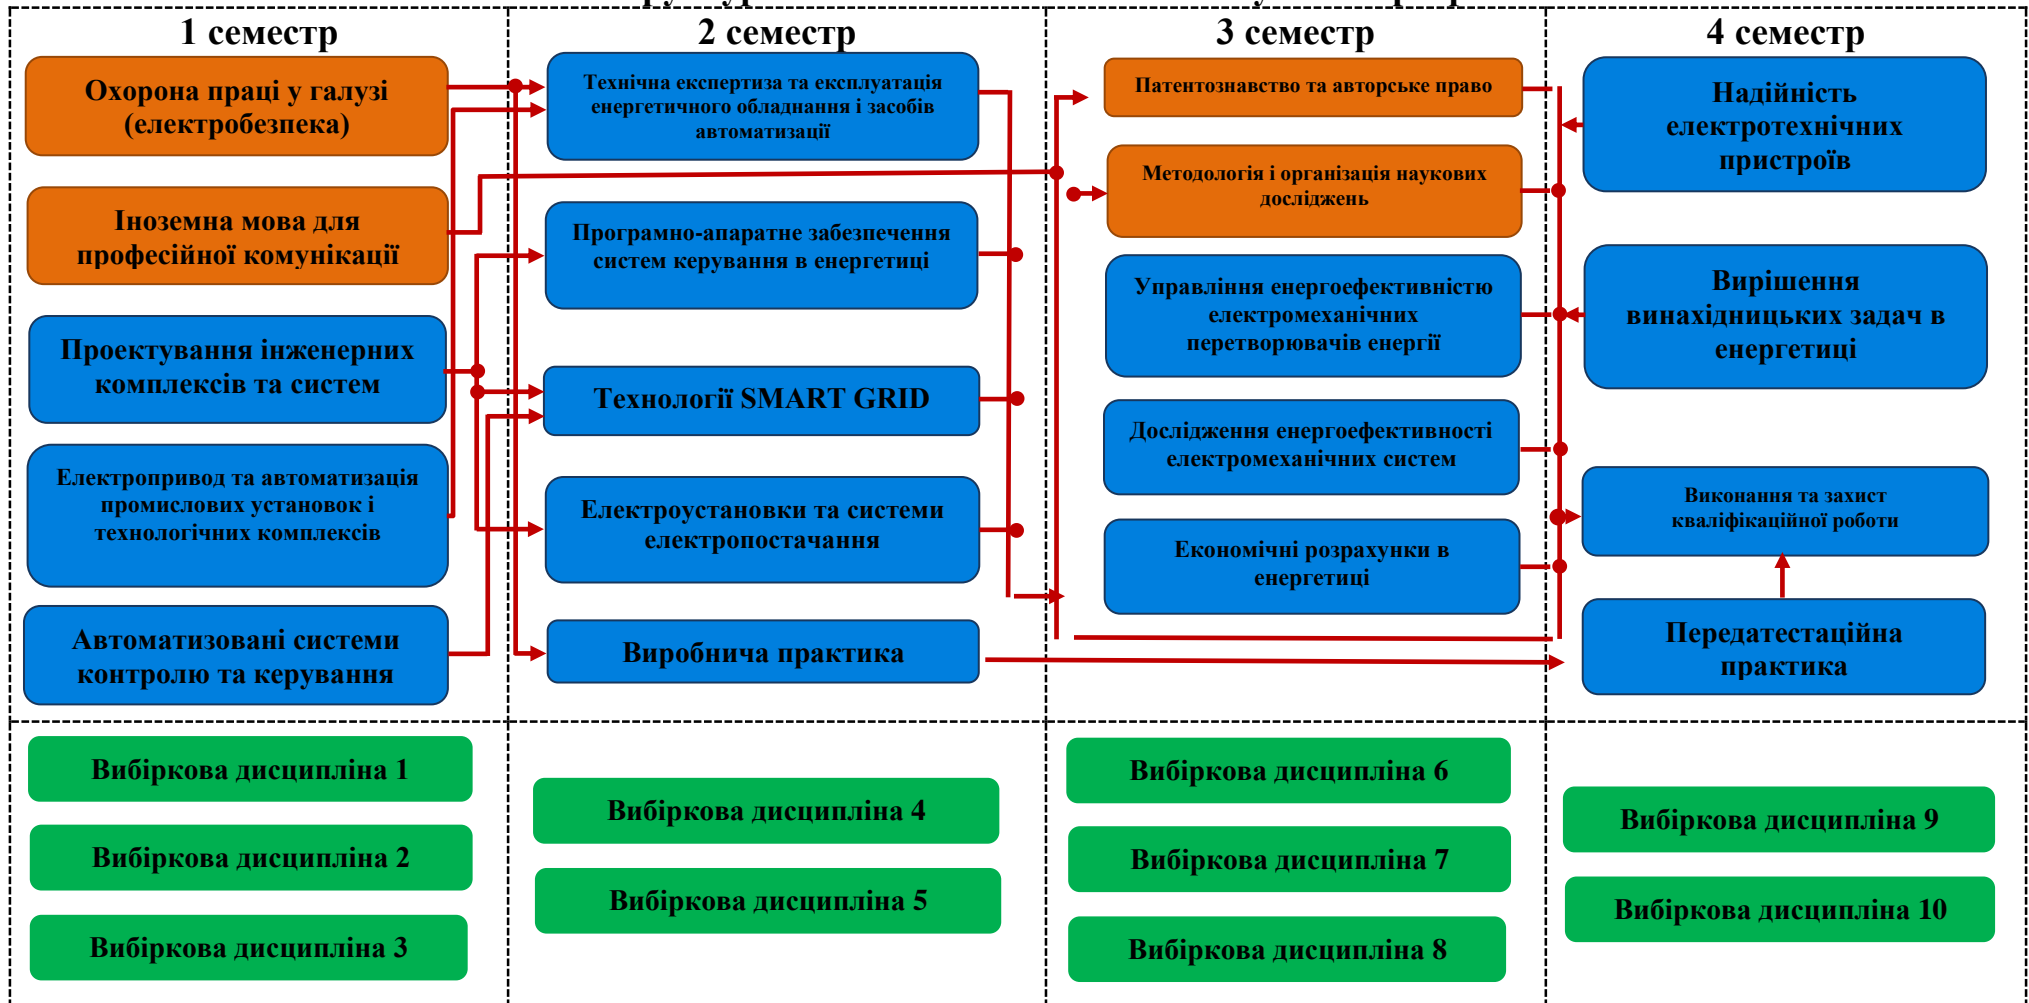 1 семестр
Охорона праці у галузі
(електробезпека)
Іноземна мова для
професійної комунікації
Проектування інженерних
комплексів та систем
Електропривод та автоматизація
промислових установок і
технологічних комплексів
Автоматизовані системи
контролю та керування
2 семестр
Технічна експертиза та експлуатація
енергетичного обладнання і засобів
автоматизації
Програмно-апаратне забезпечення
систем керування в енергетиці
Технології SMART GRID
Електроустановки та системи
електропостачання
Виробнича практика
3 семестр
Патентознавство та авторське право
Методологія і організація наукових
досліджень
Управління енергоефективністю
електромеханічних
перетворювачів енергії
Дослідження енергоефективності
електромеханічних систем
Економічні розрахунки в
енергетиці
4 семестр
Надійність
електротехнічних
пристроїв
Вирішення
винахідницьких задач в
енергетиці
Виконання та захист
кваліфікаційної роботи
Передатестаційна
практика
Вибіркова дисципліна 1
Вибіркова дисципліна 2
Вибіркова дисципліна 3
Вибіркова дисципліна 4
Вибіркова дисципліна 5
Вибіркова дисципліна 6
Вибіркова дисципліна 7
Вибіркова дисципліна 8
Вибіркова дисципліна 9
Вибіркова дисципліна 10